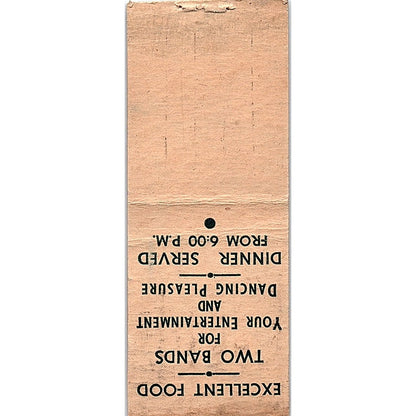 EXCELLENT FOOD
TWO BANDS
FOR
YOUR ENTERTAINMENT
AND
DANCING PLEASURE
DINNER SERVED
FROM 6:00 P.M.